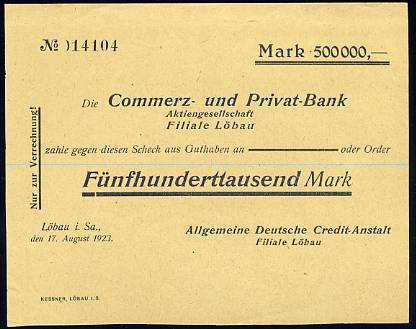 № 014104
Mark 500000,—
Nur zur Verrechnung!
Die Commerz- und Privat-Bank
Aktiengesellschaft
Filiale Löbau
zahle gegen diesen Scheck aus Guthaben an — oder Order
Fünfhunderttausend Mark
Löbau i. Sa.,
den 17. August 1923.
Allgemeine Deutsche Credit-Anstalt
Filiale Löbau
KESSNER, LÖBAU i. S.